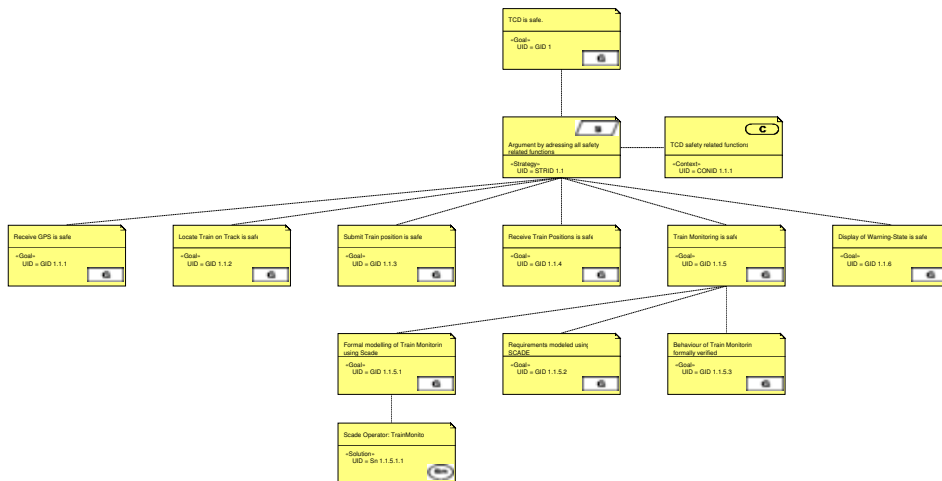 TCD is safe.
«Goal»
UID = GID 1
G
S
Argument by adressing all safety
related functions
«Strategy»
UID = STRID 1.1
C
TCD safety related functions
«Context»
UID = CONID 1.1.1
Receive GPS is safe
«Goal»
UID = GID 1.1.1
G
Locate Train on Track is safe
«Goal»
UID = GID 1.1.2
G
Submit Train position is safe
«Goal»
UID = GID 1.1.3
G
Receive Train Positions is safe
«Goal»
UID = GID 1.1.4
G
Train Monitoring is safe
«Goal»
UID = GID 1.1.5
G
Display of Warning-State is safe
«Goal»
UID = GID 1.1.6
G
Formal modelling of Train Monitorin
using Scade
«Goal»
UID = GID 1.1.5.1
G
Requirements modeled using
SCADE
«Goal»
UID = GID 1.1.5.2
G
Behaviour of Train Monitorin
formally verified
«Goal»
UID = GID 1.1.5.3
G
Scade Operator: TrainMonito
«Solution»
UID = Sn 1.1.5.1.1
Sn